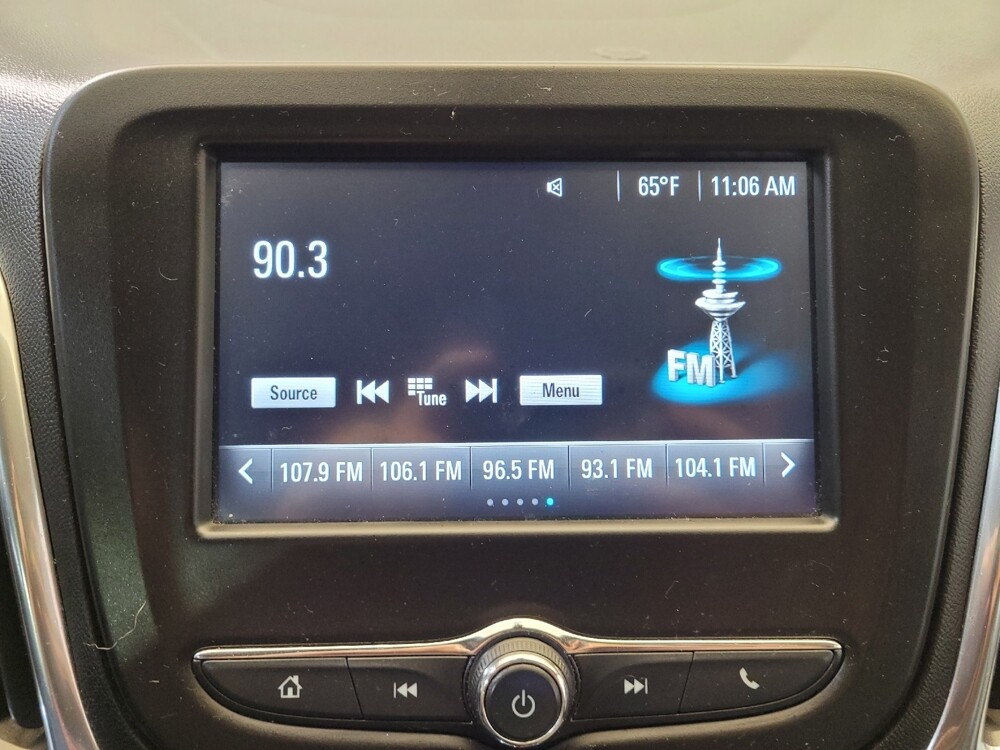 65°F 11:06 AM
90.3
FM
Source Tune Menu
107.9 FM 106.1 FM 96.5 FM 93.1 FM 104.1 FM